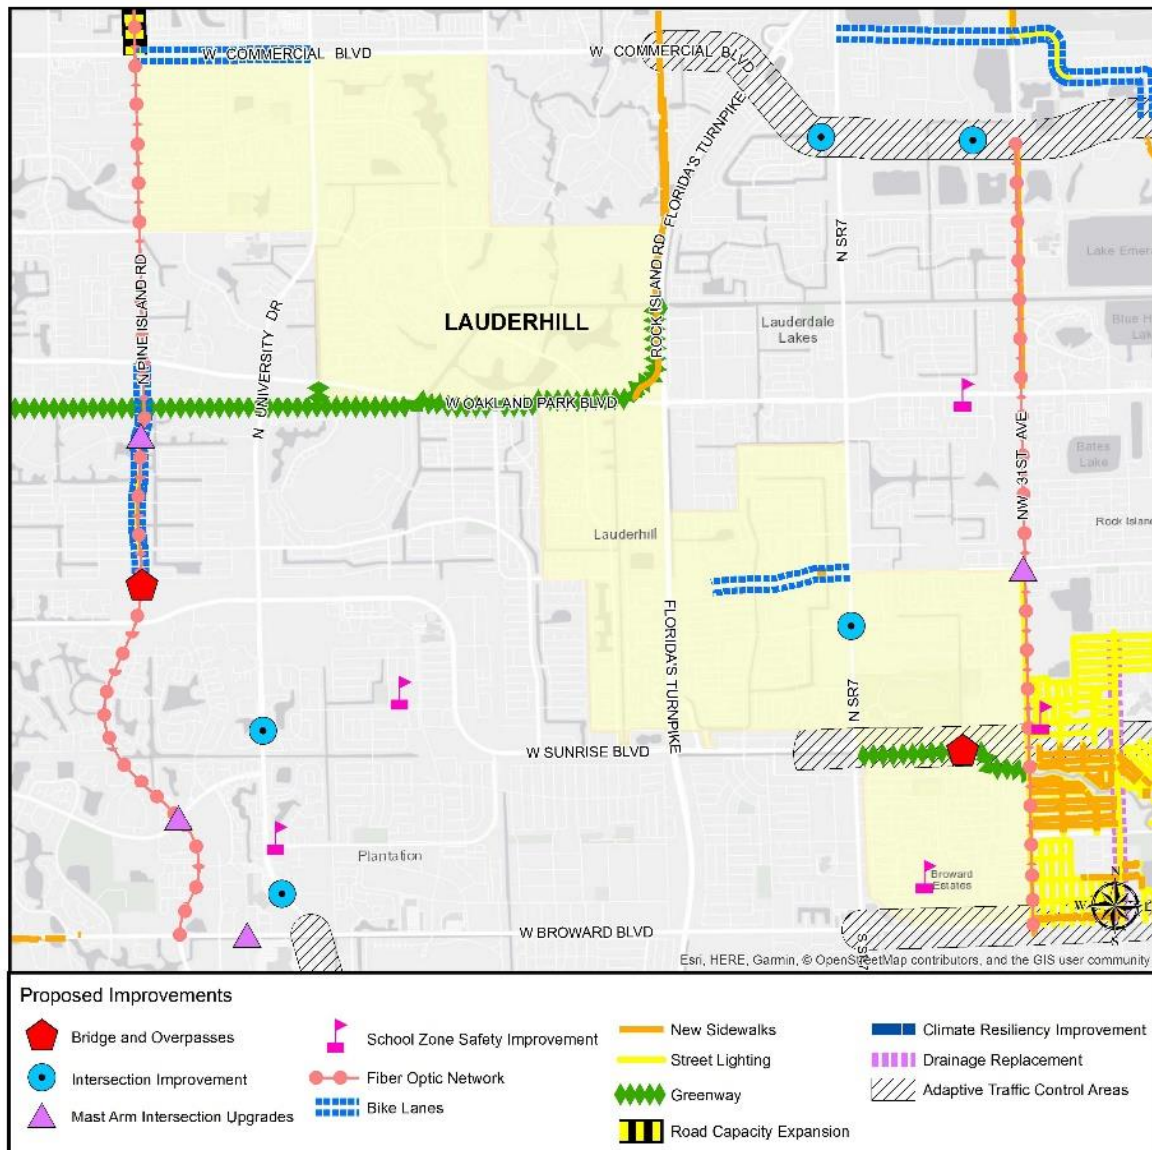 W COMMERCIAL BLVD
W COMMERCIAL BLVD
FLORIDA'S TURNPIKE
N SR7
N PINE ISLAND RD
ROCK ISLAND RD
N UNIVERSITY DR
LAUDERHILL
Lauderdale
Lakes
W OAKLAND PARK BLVD
NW 31ST AVE
Bates
Lake
Rock Island
Lauderhill
FLORIDA'S TURNPIKE
N SR7
W SUNRISE BLVD
Plantation
Broward
Estates
N
W
S
W BROWARD BLVD
Esri, HERE, Garmin, © OpenStreetMap contributors, and the GIS user community
Proposed Improvements
Bridge and Overpasses
Intersection Improvement
Mast Arm Intersection Upgrades
School Zone Safety Improvement
Fiber Optic Network
Bike Lanes
New Sidewalks
Street Lighting
Greenway
Road Capacity Expansion
Climate Resiliency Improvement
Drainage Replacement
Adaptive Traffic Control Areas